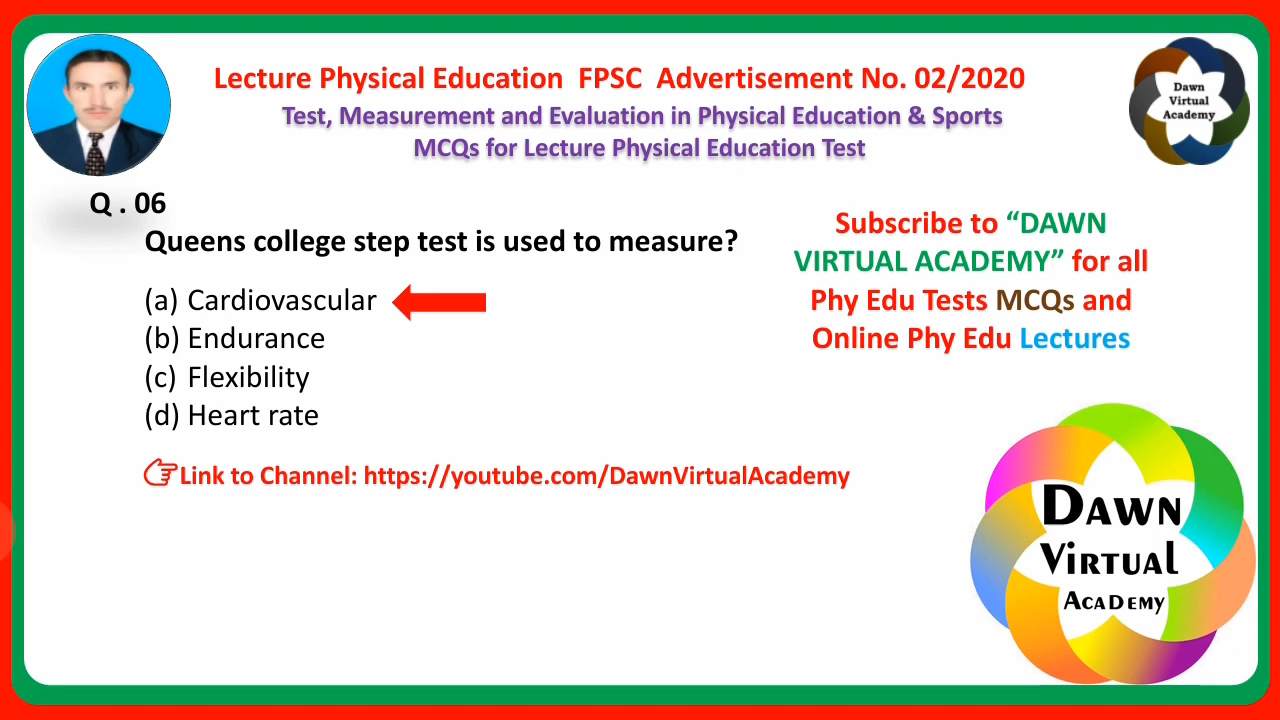 Lecture Physical Education FPSC Advertisement No. 02/2020
Test, Measurement and Evaluation in Physical Education & Sports
MCQs for Lecture Physical Education Test
Dawn
Virtual
Academy
Q . 06
Queens college step test is used to measure?
(a) Cardiovascular
(b) Endurance
(c) Flexibility
(d) Heart rate
Subscribe to “DAWN
VIRTUAL ACADEMY” for all
Phy Edu Tests MCQs and
Online Phy Edu Lectures
Link to Channel: https://youtube.com/DawnVirtualAcademy
DAWN
VIRTUAL
ACADEMY